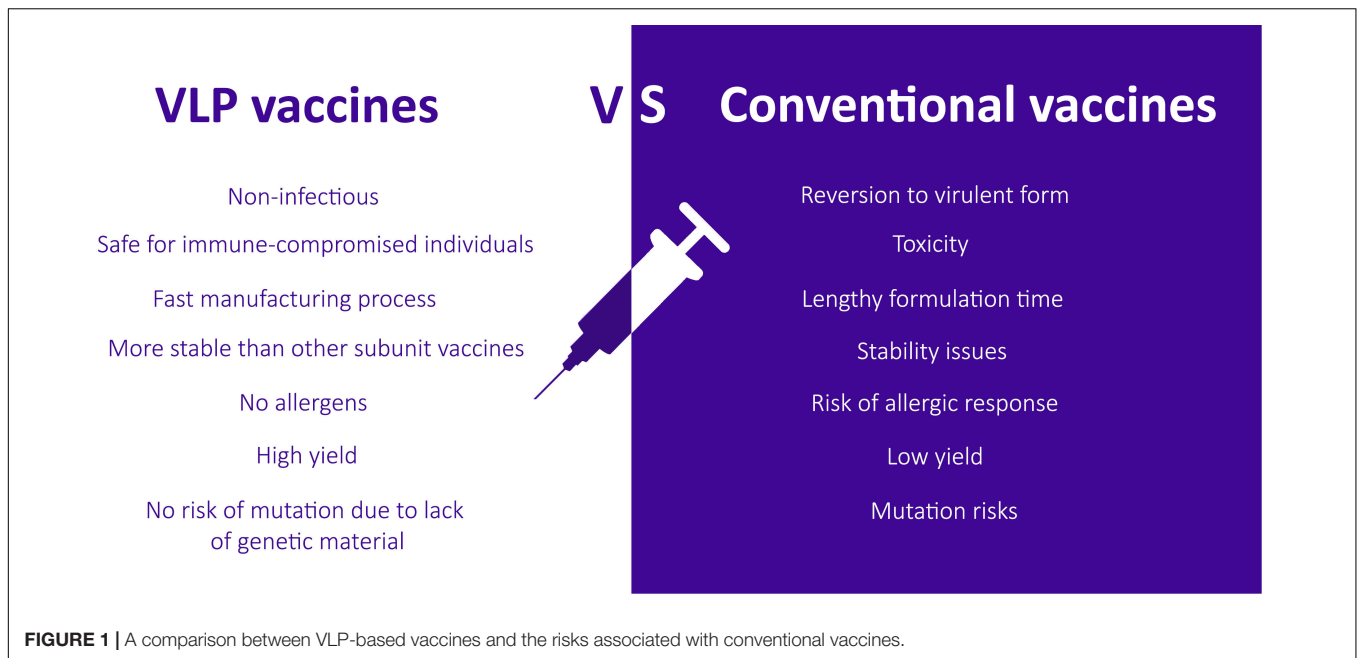 VLP vaccines VS Conventional vaccines
Non-infectious
Reversion to virulent form
Safe for immune-compromised individuals
Toxicity
Fast manufacturing process
Lengthy formulation time
More stable than other subunit vaccines
Stability issues
No allergens
Risk of allergic response
High yield
Low yield
No risk of mutation due to lack
of genetic material
Mutation risks
FIGURE 1 | A comparison between VLP-based vaccines and the risks associated with conventional vaccines.